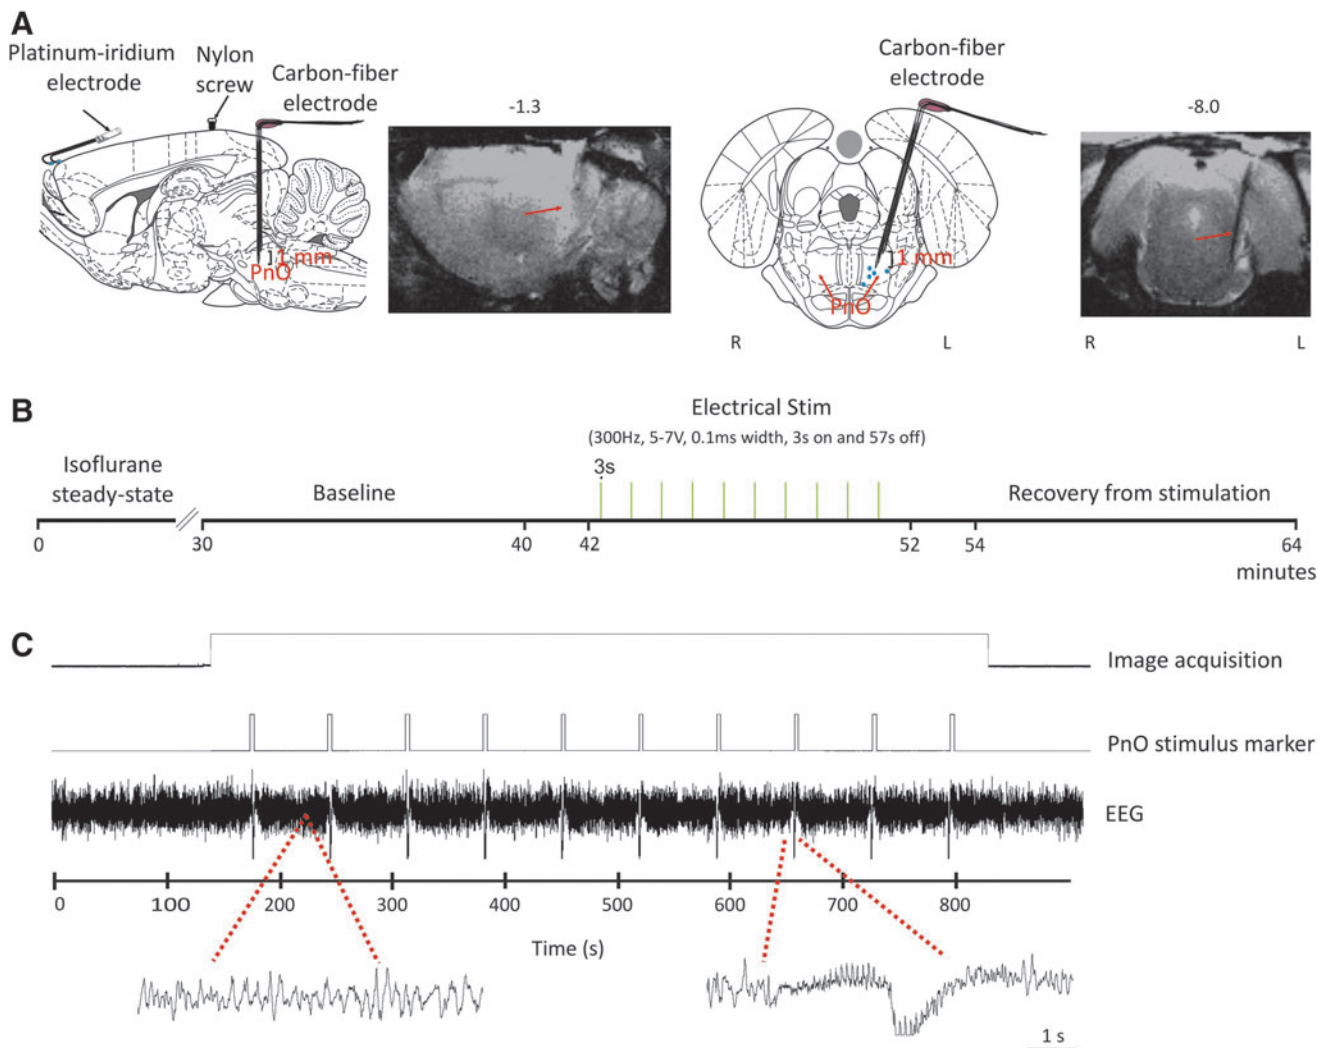 A
Platinum-iridium
electrode
Nylon
screw
Carbon-fiber
electrode
1 mm
PnO
-1.3
Carbon-fiber
electrode
1 mm
PnO
R
L
-8.0
R
L
B
Electrical Stim
(300Hz, 5-7V, 0.1ms width, 3s on and 57s off)
Isoflurane
steady-state
Baseline
3s
Recovery from stimulation
0
30
40
42
52
54
64
minutes
C
Image acquisition
PnO stimulus marker
EEG
0
100
200
300
400
500
600
700
800
Time (s)
1 s